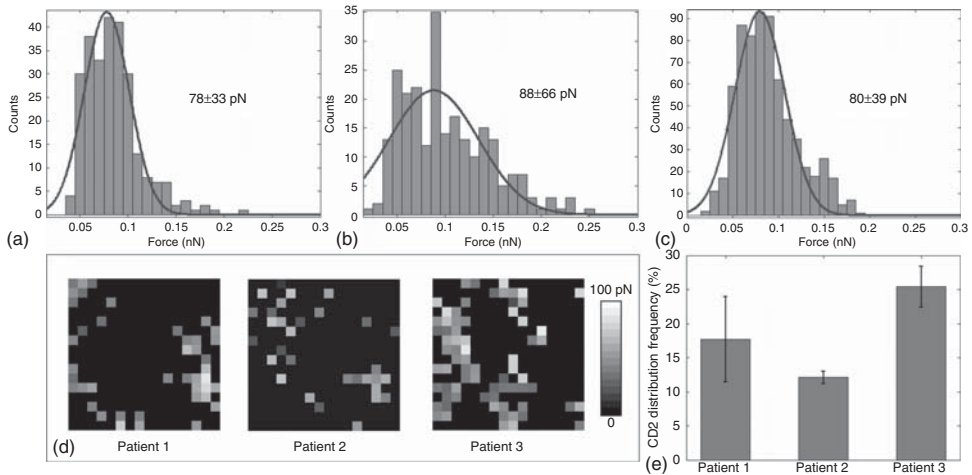 45
40
35
30
25
20
15
10
5
0
Counts
78±33 pN
0.05 0.1 0.15 0.2 0.25 0.3
Force (nN)
(a)
35
30
25
20
15
10
5
0
Counts
88±66 pN
0.05 0.1 0.15 0.2 0.25 0.3
Force (nN)
(b)
90
80
70
60
50
40
30
20
10
0
Counts
80±39 pN
0 0.05 0.1 0.15 0.2 0.25 0.3
Force (nN)
(c)
100 pN
0
(d)
Patient 1 Patient 2 Patient 3
30
25
20
15
10
5
0
CD2 distribution frequency (%)
Patient 1 Patient 2 Patient 3
(e)